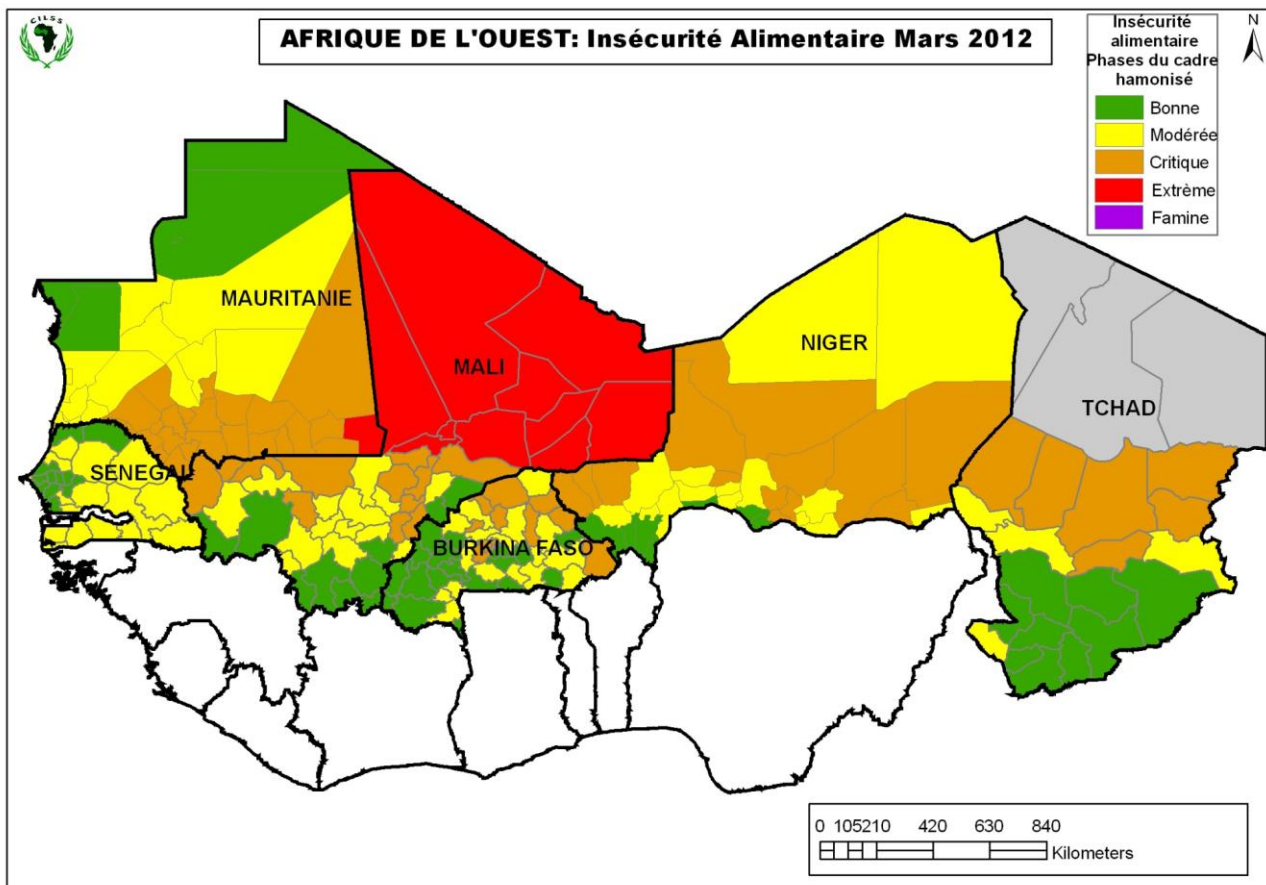 CILSS
AFRIQUE DE L'OUEST: Insécurité Alimentaire Mars 2012
Insécurité
alimentaire
Phases du cadre
hamonisé
Bonne
Modérée
Critique
Extrême
Famine
N
MAURITANIE
MALI
NIGER
TCHAD
SENEGAL
BURKINA FASO
0 105210 420 630 840
Kilometers